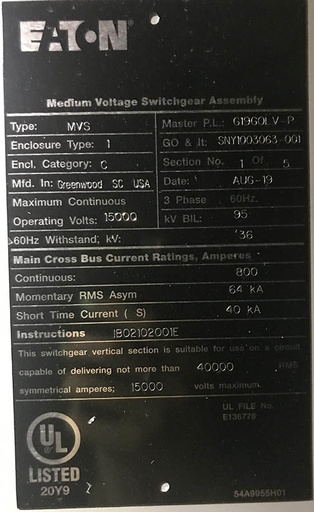 EATON
Medium Voltage Switchgear Assembly
Type: MVS Master P.L.: 61960LV-P
Enclosure Type: 1 GO & It: SNY1003063-001
Encl. Category: C Section No. 1 Of 5
Mfd. In: Greenwood SC USA Date: AUG-19
Maximum Continuous 3 Phase 60Hz.
Operating Volts: 15000 kV BIL: 95
60Hz Withstand, kV: 36
Main Cross Bus Current Ratings, Amperes
Continuous: 800
Momentary RMS Asym 64 kA
Short Time Current ( S) 40 kA
Instructions IB02102001E
This switchgear vertical section is suitable for use on a circuit
capable of delivering not more than 40000 RMS
symmetrical amperes; 15000 volts maximum.
UL FILE No.
E135778
UL
LISTED
20Y9
54A9955H01